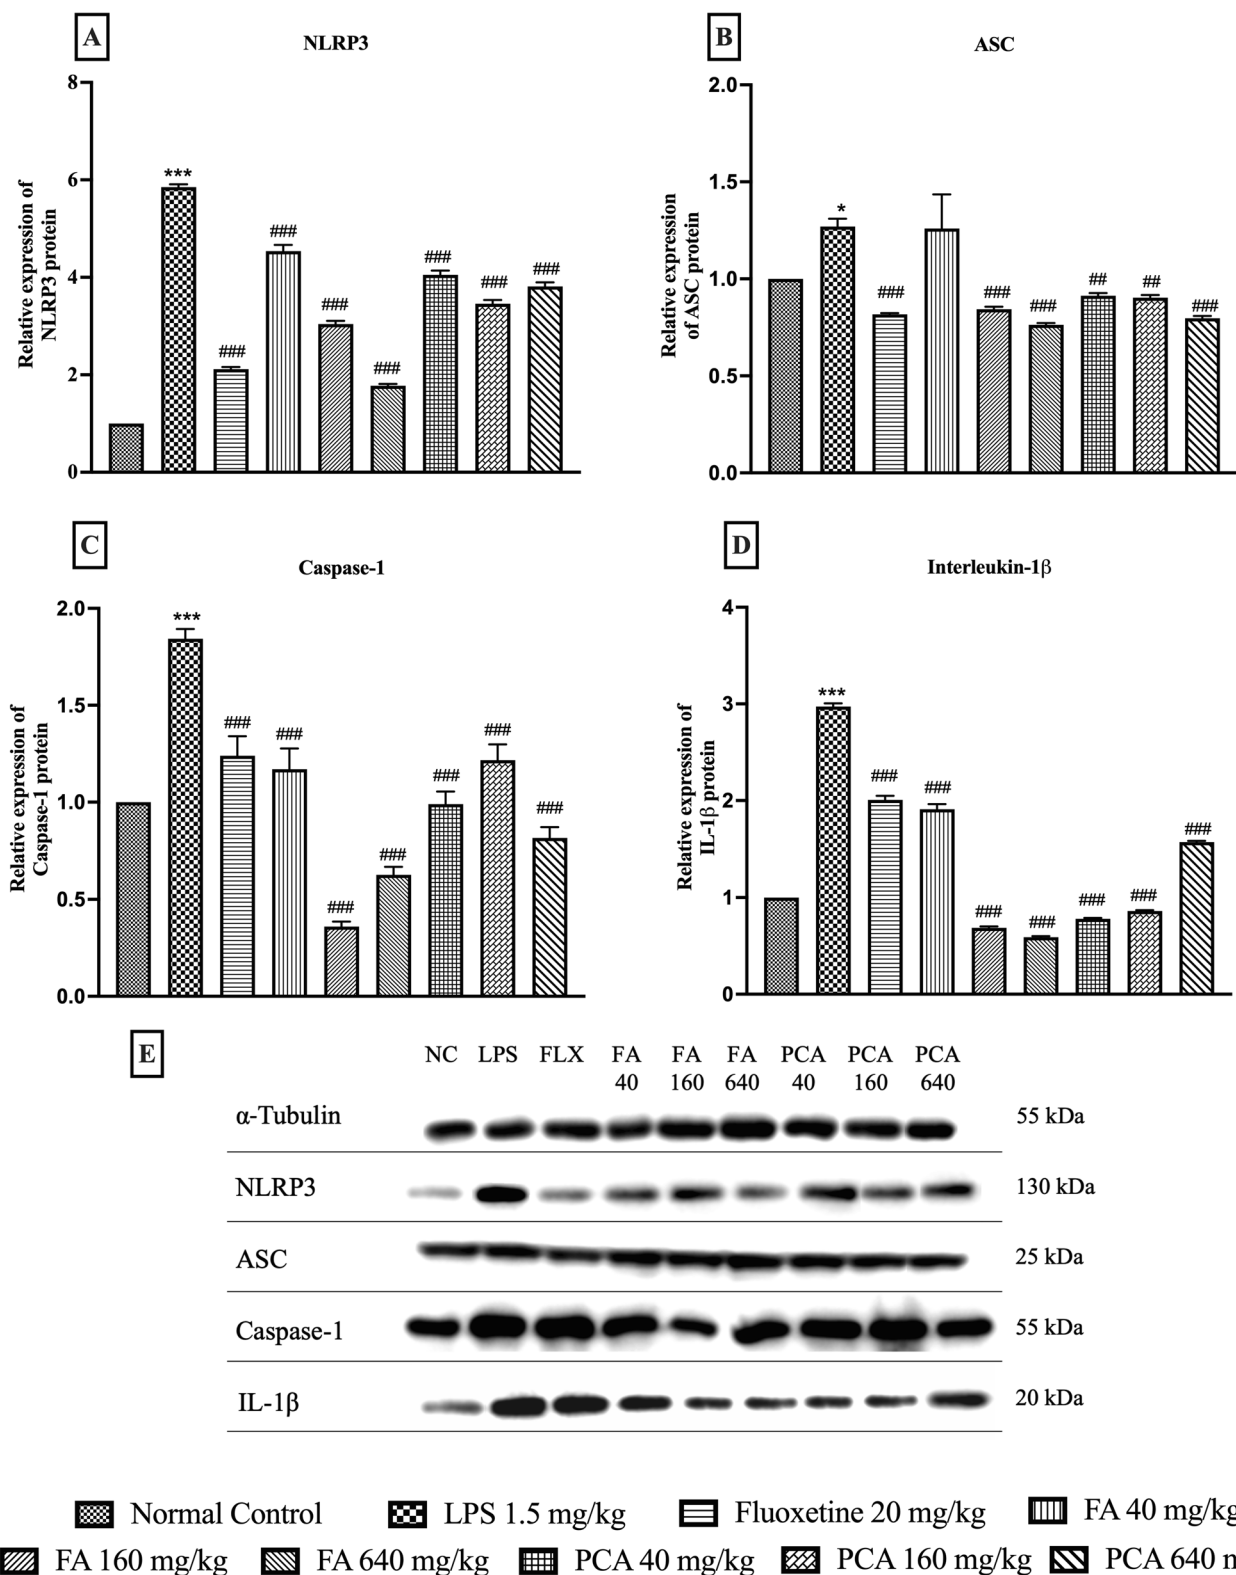 A
NLRP3
8
6
4
2
0
Relative expression of
NLRP3 protein
***
###
###
###
###
###
###
###
B
ASC
2.0
1.5
1.0
0.5
0.0
Relative expression
of ASC protein
*
###
###
###
##
##
###
C
Caspase-1
2.0
1.5
1.0
0.5
0.0
Relative expression of
Caspase-1 protein
***
###
###
###
###
###
###
###
D
Interleukin-1β
4
3
2
1
0
Relative expression of
IL-1β protein
***
###
###
###
###
###
###
###
E
NC LPS FLX FA FA FA PCA PCA PCA
40 160 640 40 160 640
α-Tubulin 55 kDa
NLRP3 130 kDa
ASC 25 kDa
Caspase-1 55 kDa
IL-1β 20 kDa
Normal Control LPS 1.5 mg/kg Fluoxetine 20 mg/kg FA 40 mg/kg
FA 160 mg/kg FA 640 mg/kg PCA 40 mg/kg PCA 160 mg/kg PCA 640 m